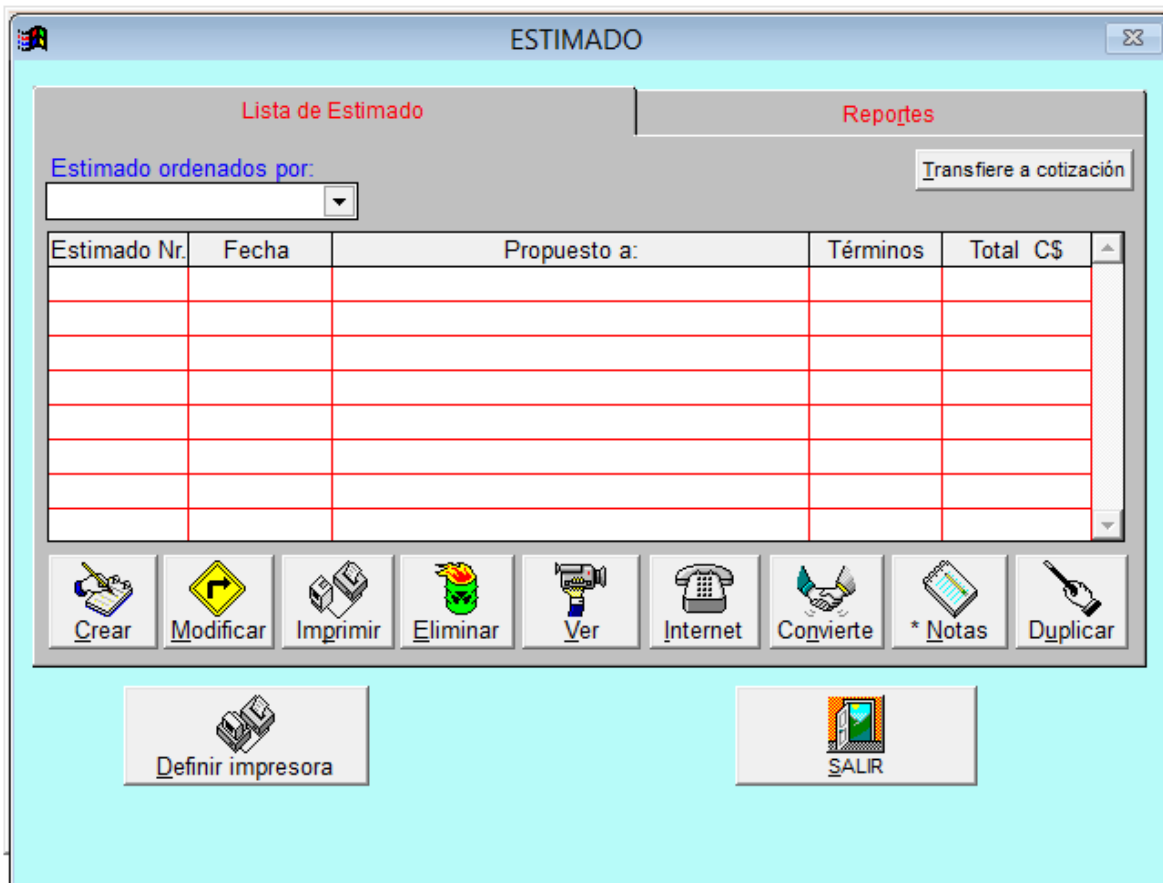 ESTIMADO
Lista de Estimado
Reportes
Estimado ordenados por:
Transfiere a cotización
Estimado Nr. Fecha Propuesto a: Términos Total C$
Crear Modificar Imprimir Eliminar Ver Internet Convierte * Notas Duplicar
Definir impresora
SALIR